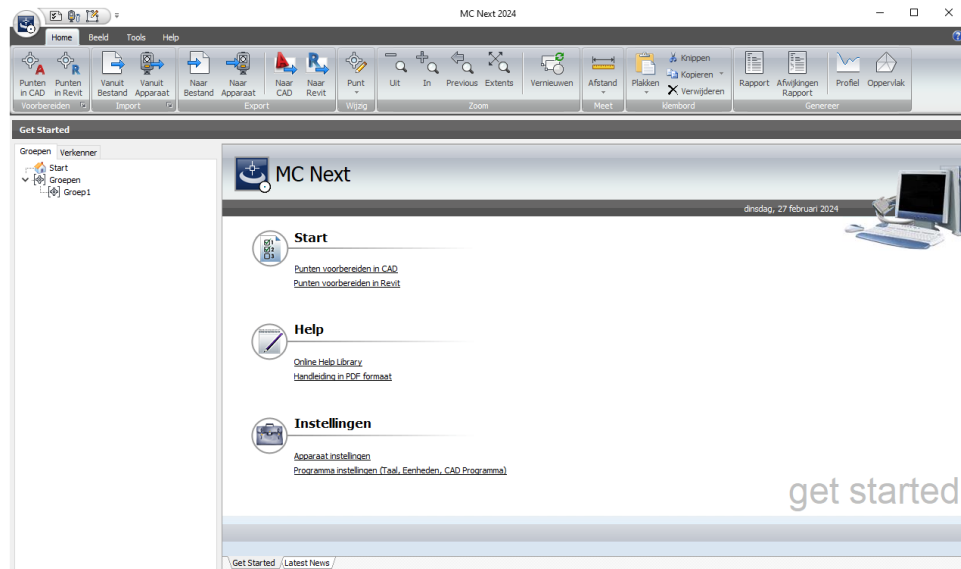 MC Next 2024
Home Beeld Tools Help
Punten in CAD
Punten in Revit
Vanuit Bestand
Vanuit Apparaat
Naar Bestand
Naar Apparaat
Naar CAD
Naar Revit
Punt
Uit
In
Previous
Extents
Vernieuwen
Afstand
Plakken
Knippen
Kopieren
Verwijderen
Rapport
Afwijkingen Rapport
Profiel
Oppervlak
Voorbereiden Import Export Wijzig Zoom Meet klembord Genereer
Get Started
Groepen Verkenner
Start
Groepen
Groep1
MC Next
dinsdag, 27 februari 2024
Start
Punten voorbereiden in CAD
Punten voorbereiden in Revit
Help
Online Help Library
Handleiding in PDF formaat
Instellingen
Apparaat instellingen
Programma instellingen (Taal, Eenheden, CAD Programma)
get started
Get Started Latest News